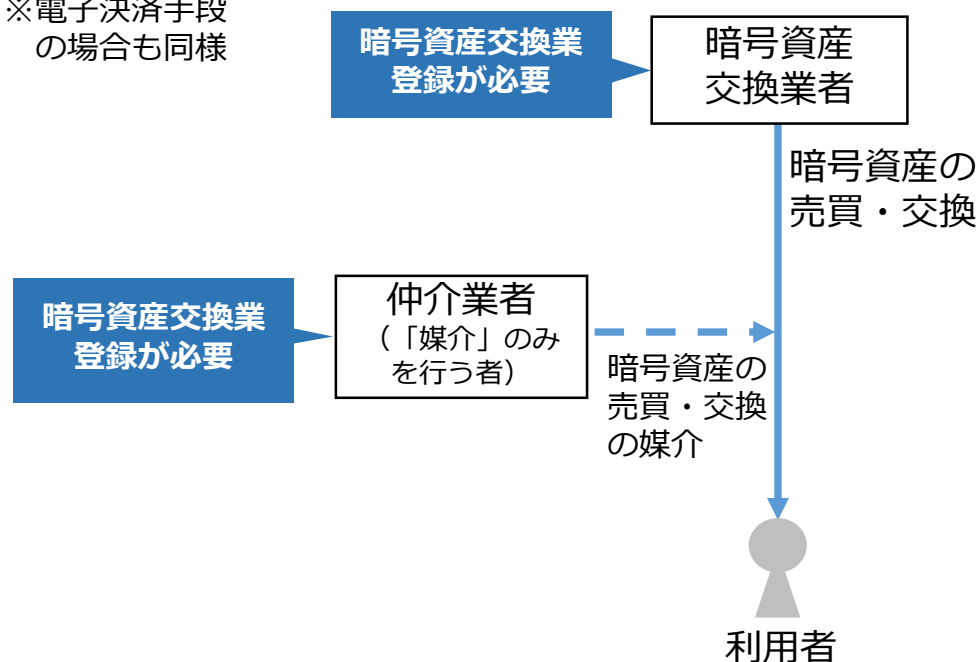 ※電子決済手段
の場合も同様
暗号資産交換業
登録が必要
暗号資産
交換業者
暗号資産の
売買・交換
暗号資産交換業
登録が必要
仲介業者
（「媒介」のみ
を行う者）
暗号資産の
売買・交換
の媒介
利用者